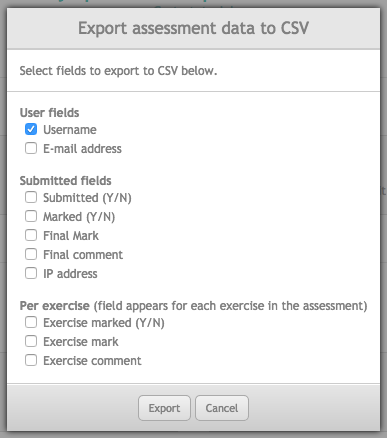 Export assessment data to CSV
Select fields to export to CSV below.
User fields
Username
E-mail address
Submitted fields
Submitted (Y/N)
Marked (Y/N)
Final Mark
Final comment
IP address
Per exercise (field appears for each exercise in the assessment)
Exercise marked (Y/N)
Exercise mark
Exercise comment
Export Cancel